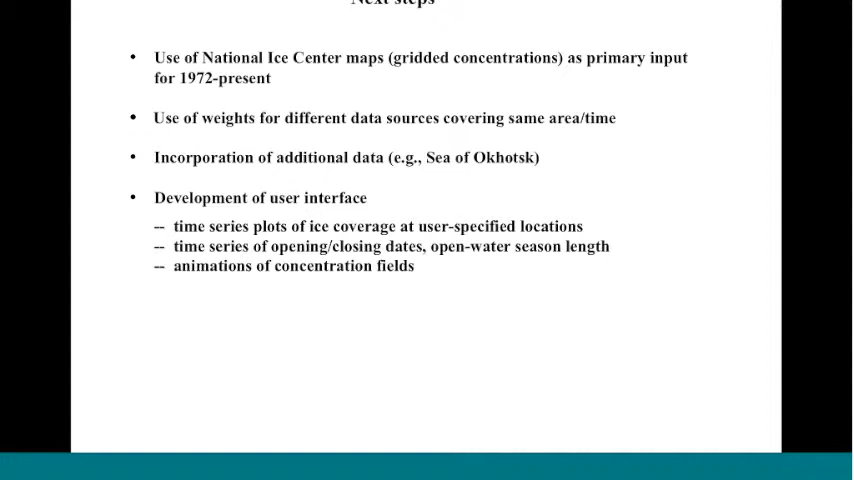 Next steps
• Use of National Ice Center maps (gridded concentrations) as primary input
for 1972-present
• Use of weights for different data sources covering same area/time
• Incorporation of additional data (e.g., Sea of Okhotsk)
• Development of user interface
-- time series plots of ice coverage at user-specified locations
-- time series of opening/closing dates, open-water season length
-- animations of concentration fields